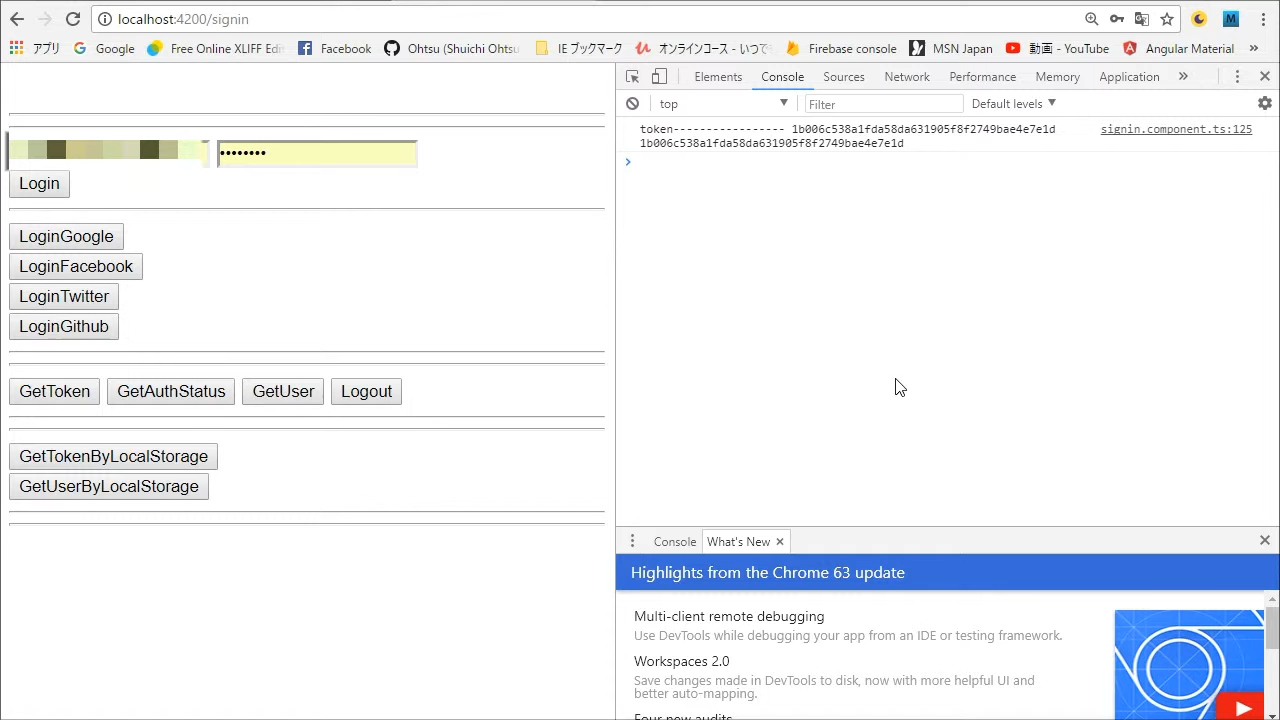 localhost:4200/signin
アプリ Google Free Online XLIFF Edit Facebook Ohtsu (Shuichi Ohtsu IE ブックマーク オンラインコース - いつで Firebase console MSN Japan 動画 - YouTube Angular Material »
Elements Console Sources Network Performance Memory Application »
top Filter Default levels
token----------------- 1b006c538a1fda58da631905f8f2749bae4e7e1d signin.component.ts:125
1b006c538a1fda58da631905f8f2749bae4e7e1d
Login
LoginGoogle
LoginFacebook
LoginTwitter
LoginGithub
GetToken GetAuthStatus GetUser Logout
GetTokenByLocalStorage
GetUserByLocalStorage
Console What's New
Highlights from the Chrome 63 update
Multi-client remote debugging
Use DevTools while debugging your app from an IDE or testing framework.
Workspaces 2.0
Save changes made in DevTools to disk, now with more helpful UI and
better auto-mapping.
Four new audits